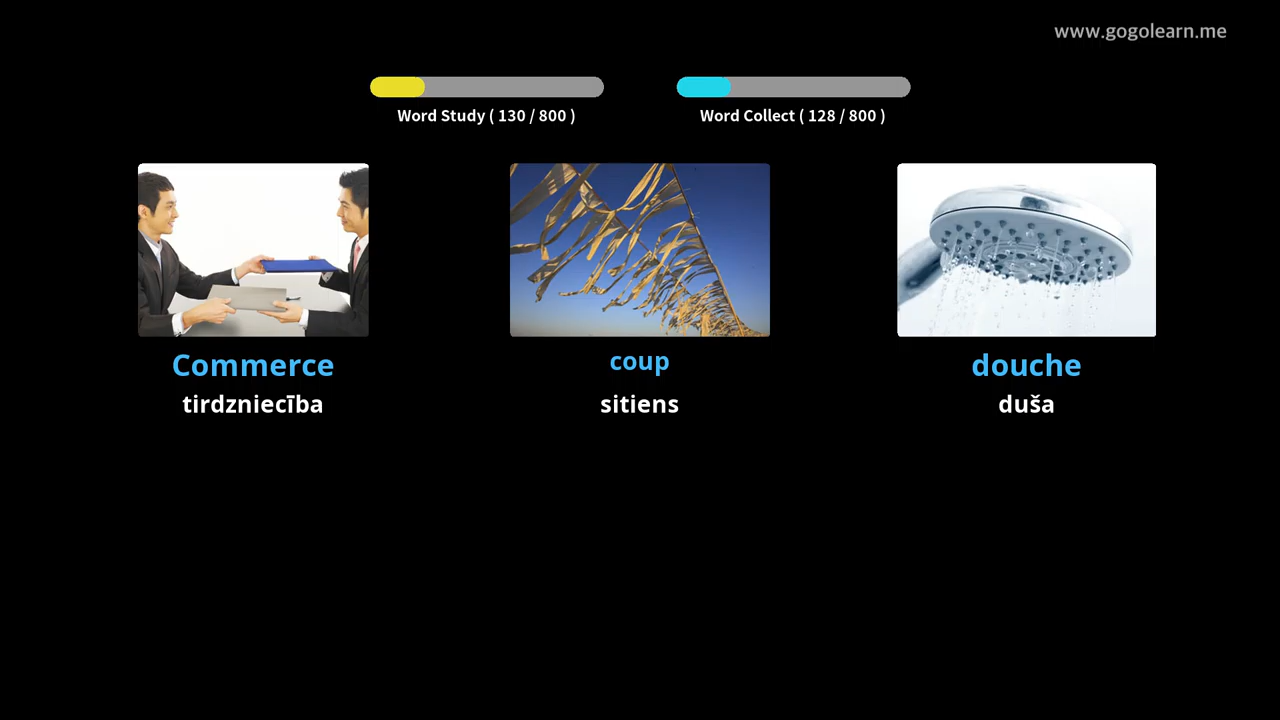 www.gogolearn.me
Word Study ( 130 / 800 )
Word Collect ( 128 / 800 )
Commerce
tirdzniecība
coup
sitiens
douche
duša